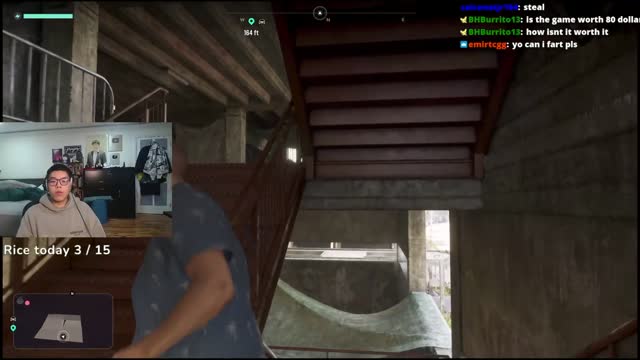 steal
BHBurrito13: is the game worth 80 dollar
BHBurrito13: how isnt it worth it
emirtcgg: yo can i fart pls
N
E
164 ft
Rice today 3 / 15